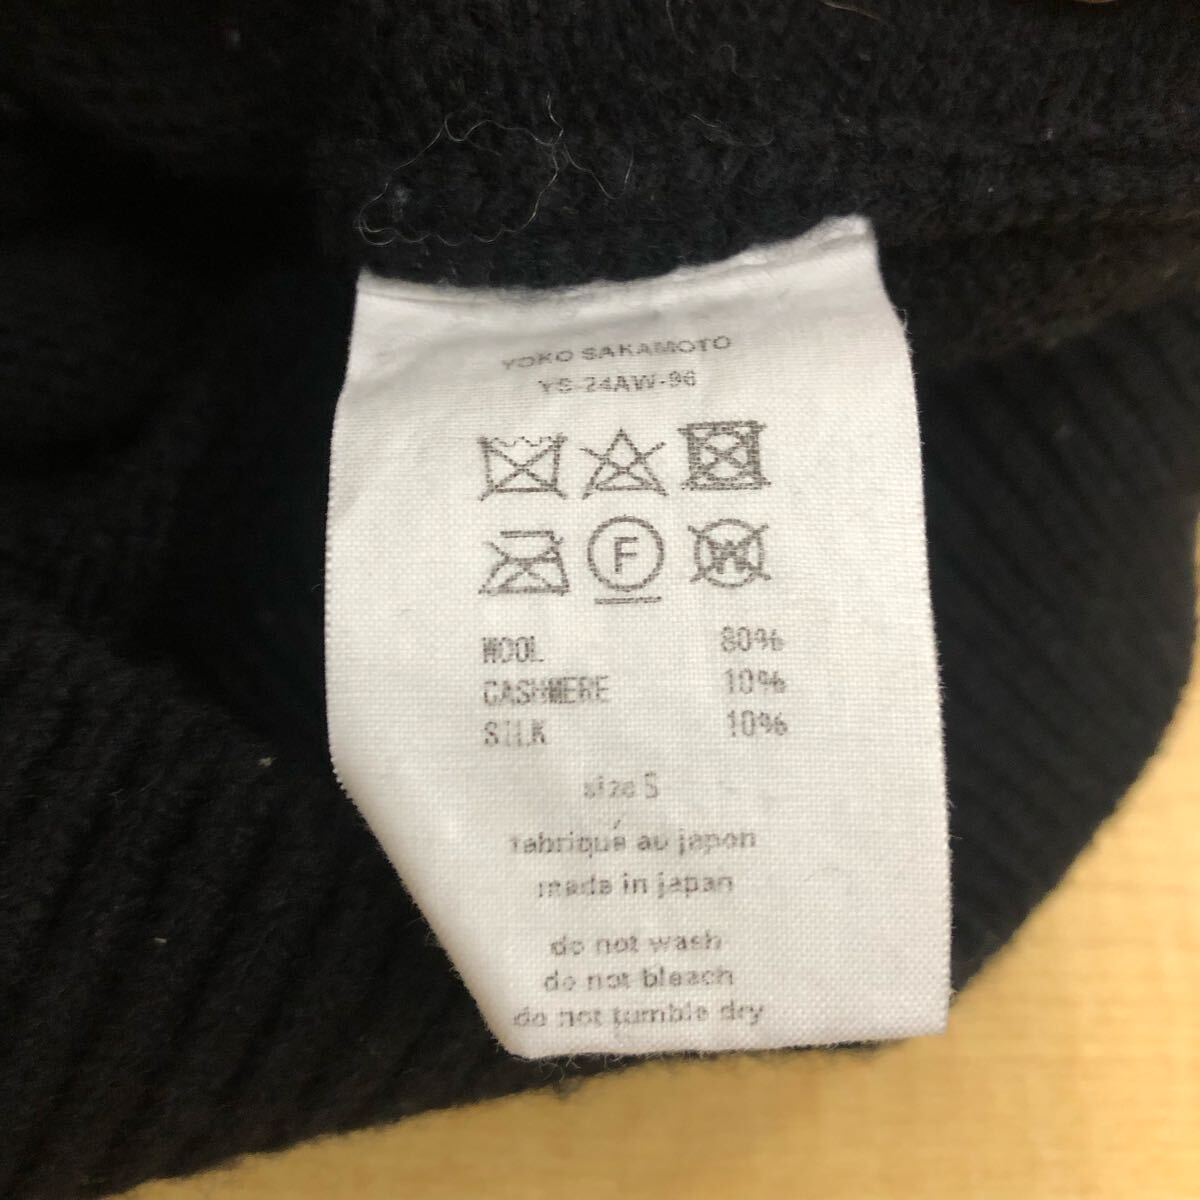 YOKO SAKAMOTO
YS-24AW-96
F
W
WOOL 80%
CASHMERE 10%
SILK 10%
size S
fabriqué au japon
made in japan
do not wash
do not bleach
do not tumble dry